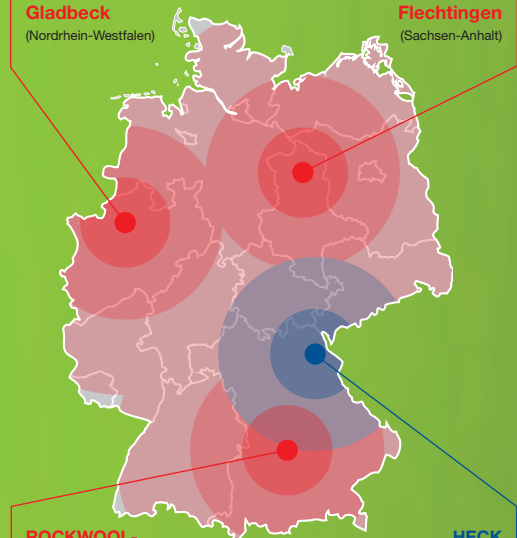 Gladbeck
(Nordrhein-Westfalen)
Flechtingen
(Sachsen-Anhalt)
ROCKWOOL-
HECK